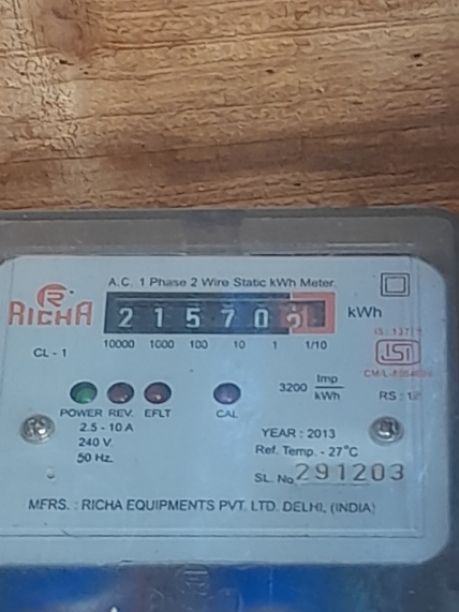 A.C. 1 Phase 2 Wire Static kWh Meter
R
RICHA
2 1 5 7 0
kWh
10000 1000 100 10 1 1/10
CL - 1
ISI
3200 Imp/kWh
POWER REV. EFLT CAL
2.5 - 10 A
240 V.
50 Hz.
YEAR : 2013
Ref. Temp. - 27°C
SL. No. 291203
MFRS. : RICHA EQUIPMENTS PVT. LTD. DELHI, (INDIA)